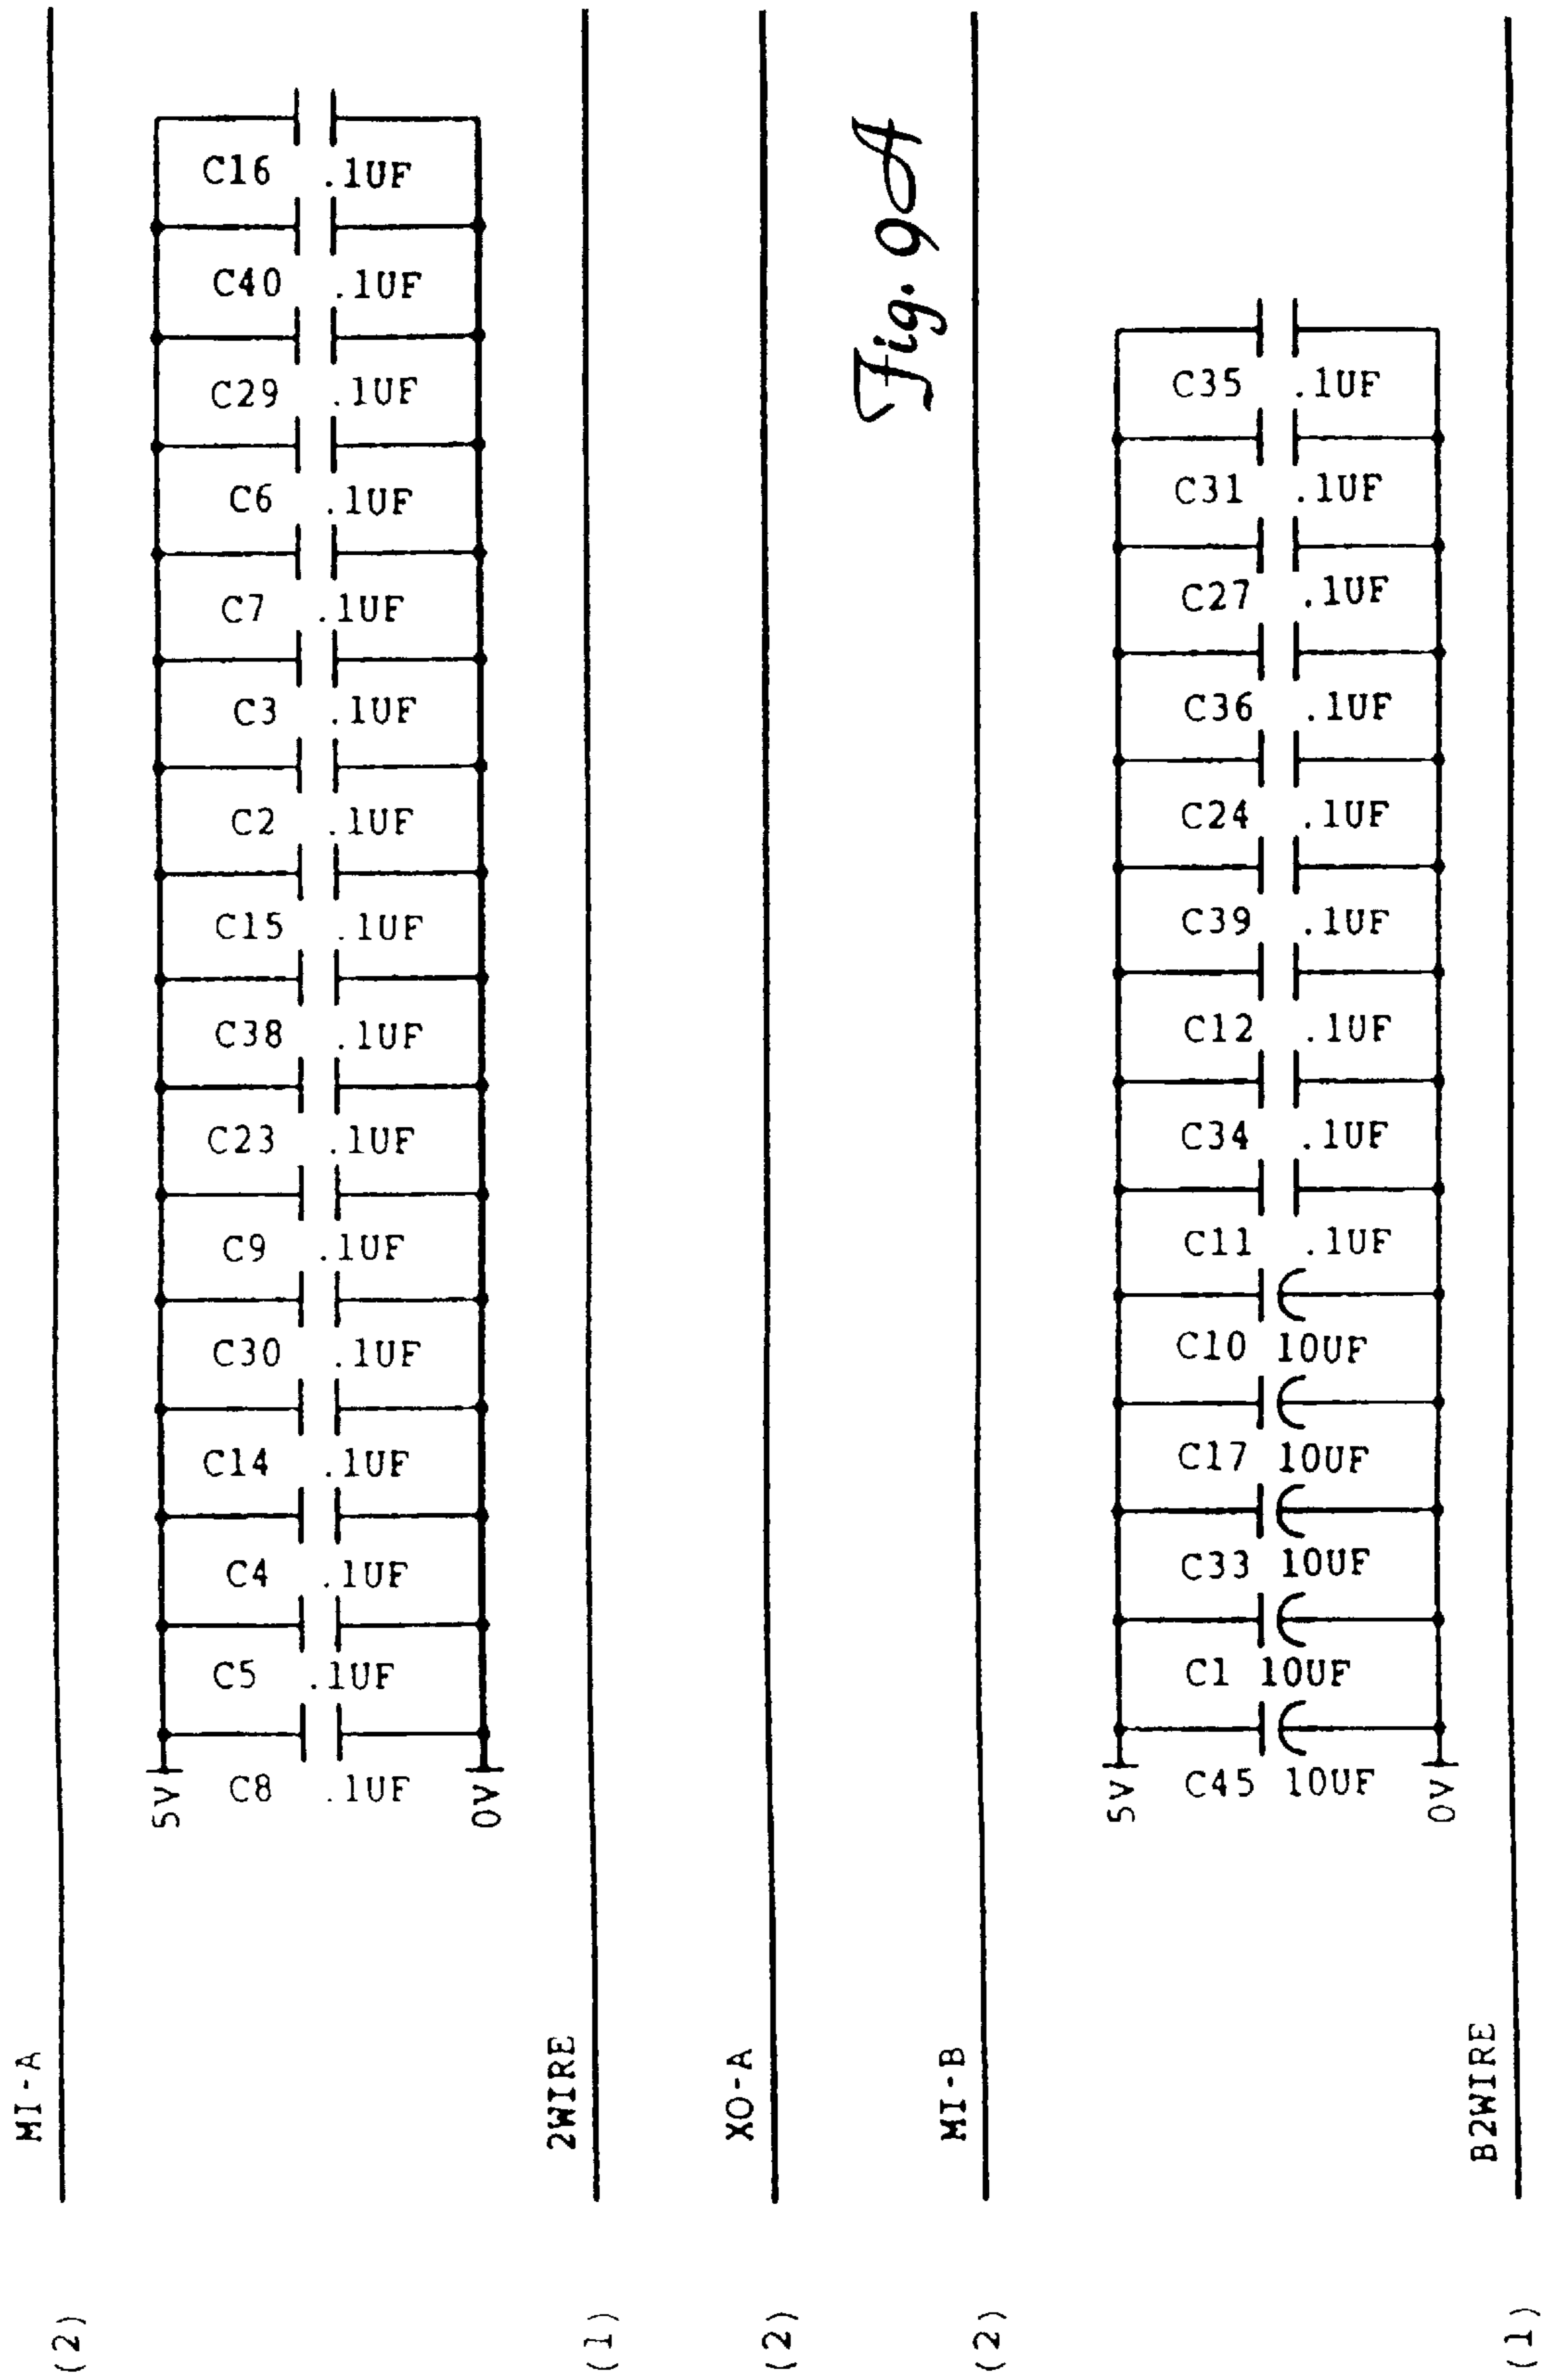 MI-A
(2)
C16 .1UF
C40 .1UF
C29 .1UF
C6 .1UF
C7 .1UF
C3 .1UF
C2 .1UF
C15 .1UF
C38 .1UF
C23 .1UF
C9 .1UF
C30 .1UF
C14 .1UF
C4 .1UF
C5 .1UF
C8 .1UF
5V
0V
2WIRE
(1)
XO-A
(2)
Fig. 9A
MI-B
(2)
C35 .1UF
C31 .1UF
C27 .1UF
C36 .1UF
C24 .1UF
C39 .1UF
C12 .1UF
C34 .1UF
C11 .1UF
C10 10UF
C17 10UF
C33 10UF
C1 10UF
C45 10UF
5V
0V
B2WIRE
(1)